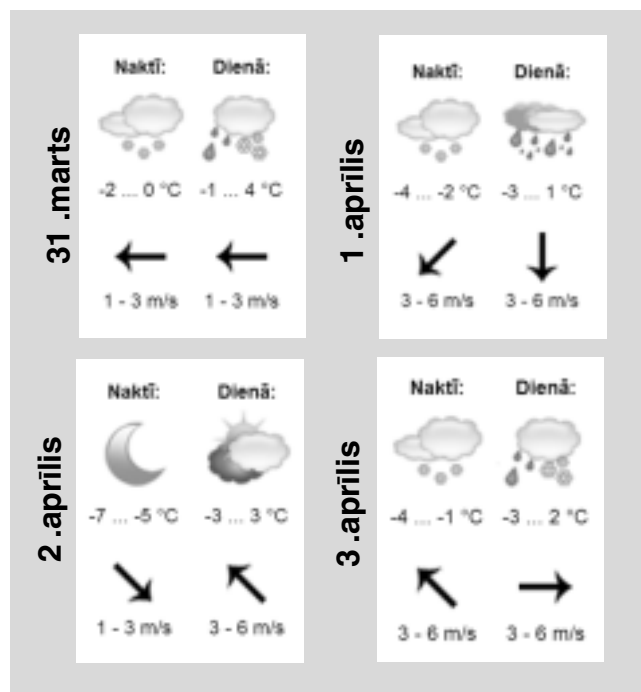 31 .marts
Naktī: Dienā:
-2 ... 0 °C -1 ... 4 °C
1 - 3 m/s 1 - 3 m/s
1 .aprīlis
Naktī: Dienā:
-4 ... -2 °C -3 ... 1 °C
3 - 6 m/s 3 - 6 m/s
2 .aprīlis
Naktī: Dienā:
-7 ... -5 °C -3 ... 3 °C
1 - 3 m/s 3 - 6 m/s
3 .aprīlis
Naktī: Dienā:
-4 ... -1 °C -3 ... 2 °C
3 - 6 m/s 3 - 6 m/s